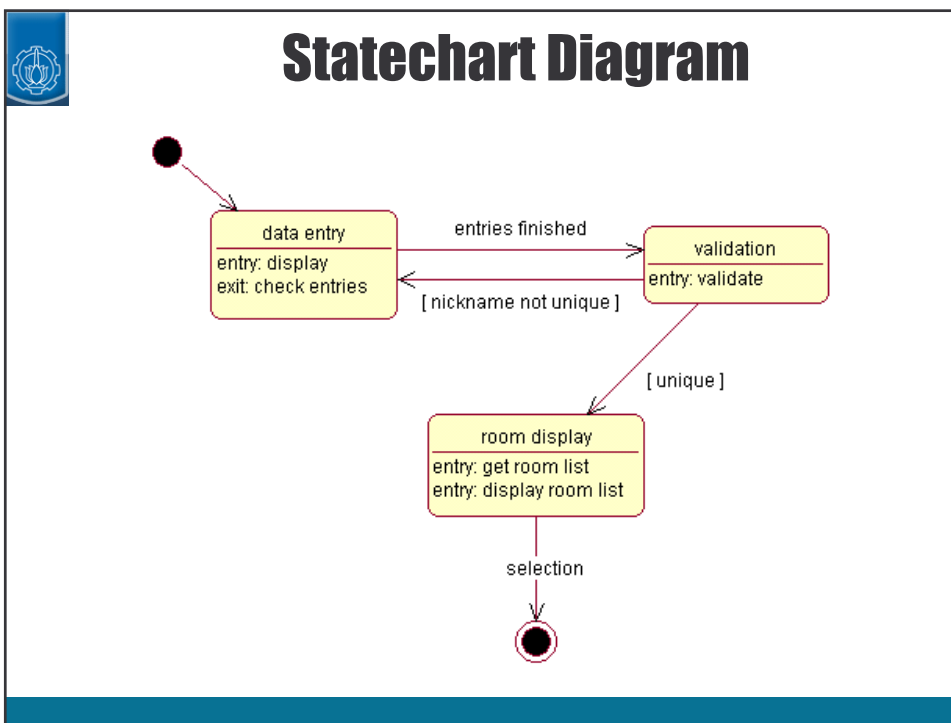 Statechart Diagram
data entry
entry: display
exit: check entries
entries finished
[ nickname not unique ]
validation
entry: validate
[ unique ]
room display
entry: get room list
entry: display room list
selection